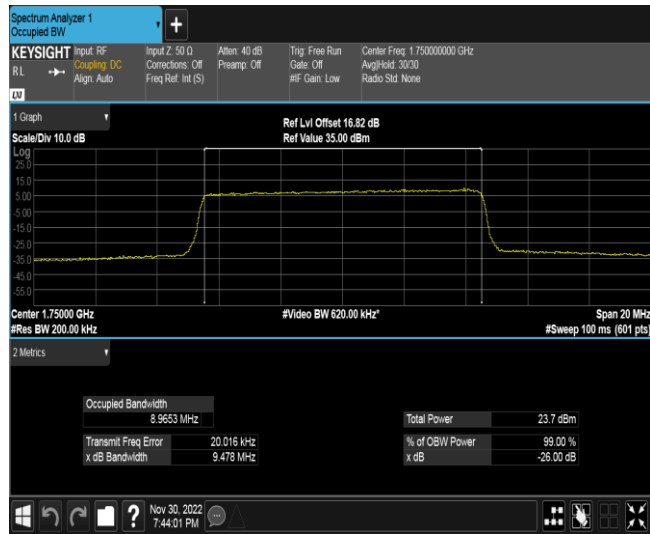 Spectrum Analyzer 1
Occupied BW
+
KEYSIGHT Input: RF Input Z: 50 Ω Atten: 40 dB Trig: Free Run Center Freq: 1.750000000 GHz
RL Coupling: DC Corrections: Off Preamp: Off Gate: Off Avg|Hold: 30/30
Align: Auto Freq Ref: Int (S) #IF Gain: Low Radio Std: None
LXI
1 Graph
Ref Lvl Offset 16.82 dB
Scale/Div 10.0 dB Ref Value 35.00 dBm
Log
25.0
15.0
5.00
-5.00
-15.0
-25.0
-35.0
-45.0
-55.0
Center 1.75000 GHz #Video BW 620.00 kHz* Span 20 MHz
#Res BW 200.00 kHz #Sweep 100 ms (601 pts)
2 Metrics
Occupied Bandwidth
8.9653 MHz Total Power 23.7 dBm
Transmit Freq Error 20.016 kHz % of OBW Power 99.00 %
x dB Bandwidth 9.478 MHz x dB -26.00 dB
? Nov 30, 2022
7:44:01 PM